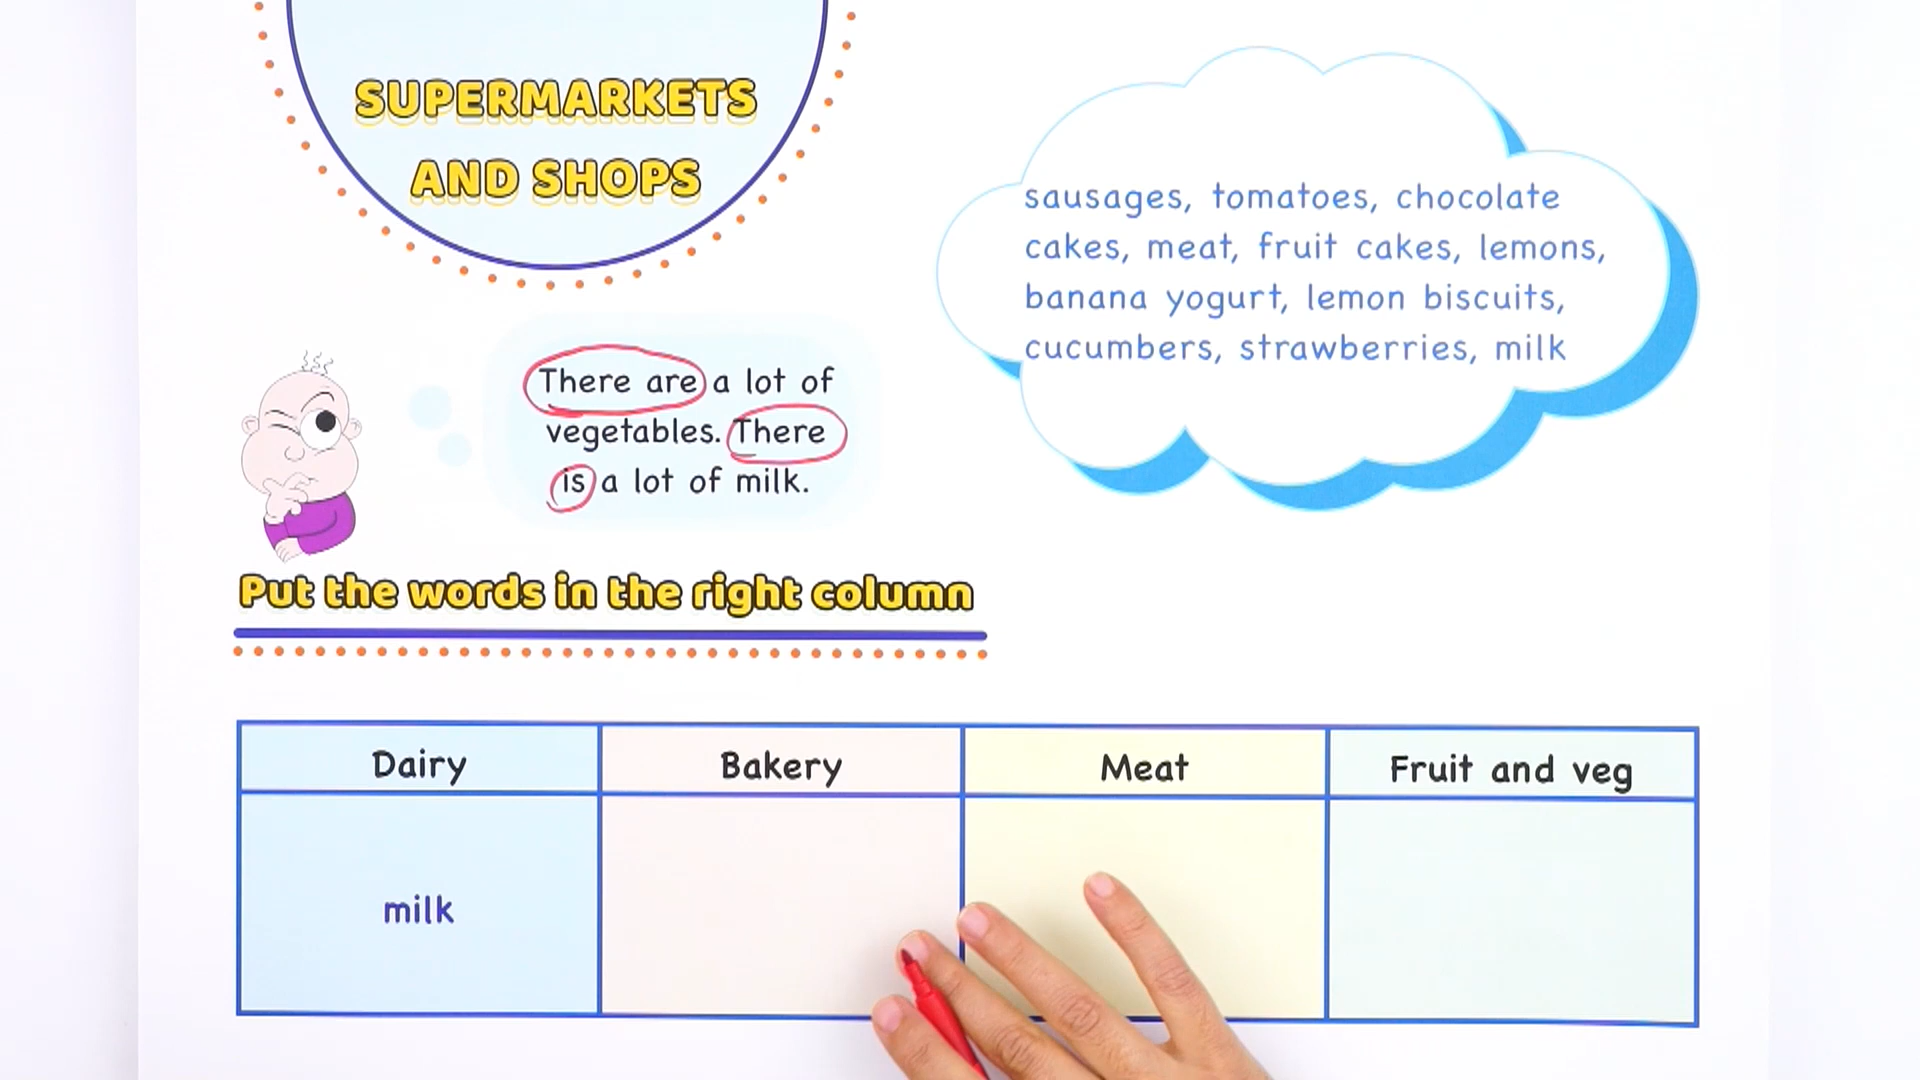 SUPERMARKETS
AND SHOPS
sausages, tomatoes, chocolate
cakes, meat, fruit cakes, lemons,
banana yogurt, lemon biscuits,
cucumbers, strawberries, milk
There are a lot of
vegetables. There
is a lot of milk.
Put the words in the right column
Dairy
Bakery
Meat
Fruit and veg
milk